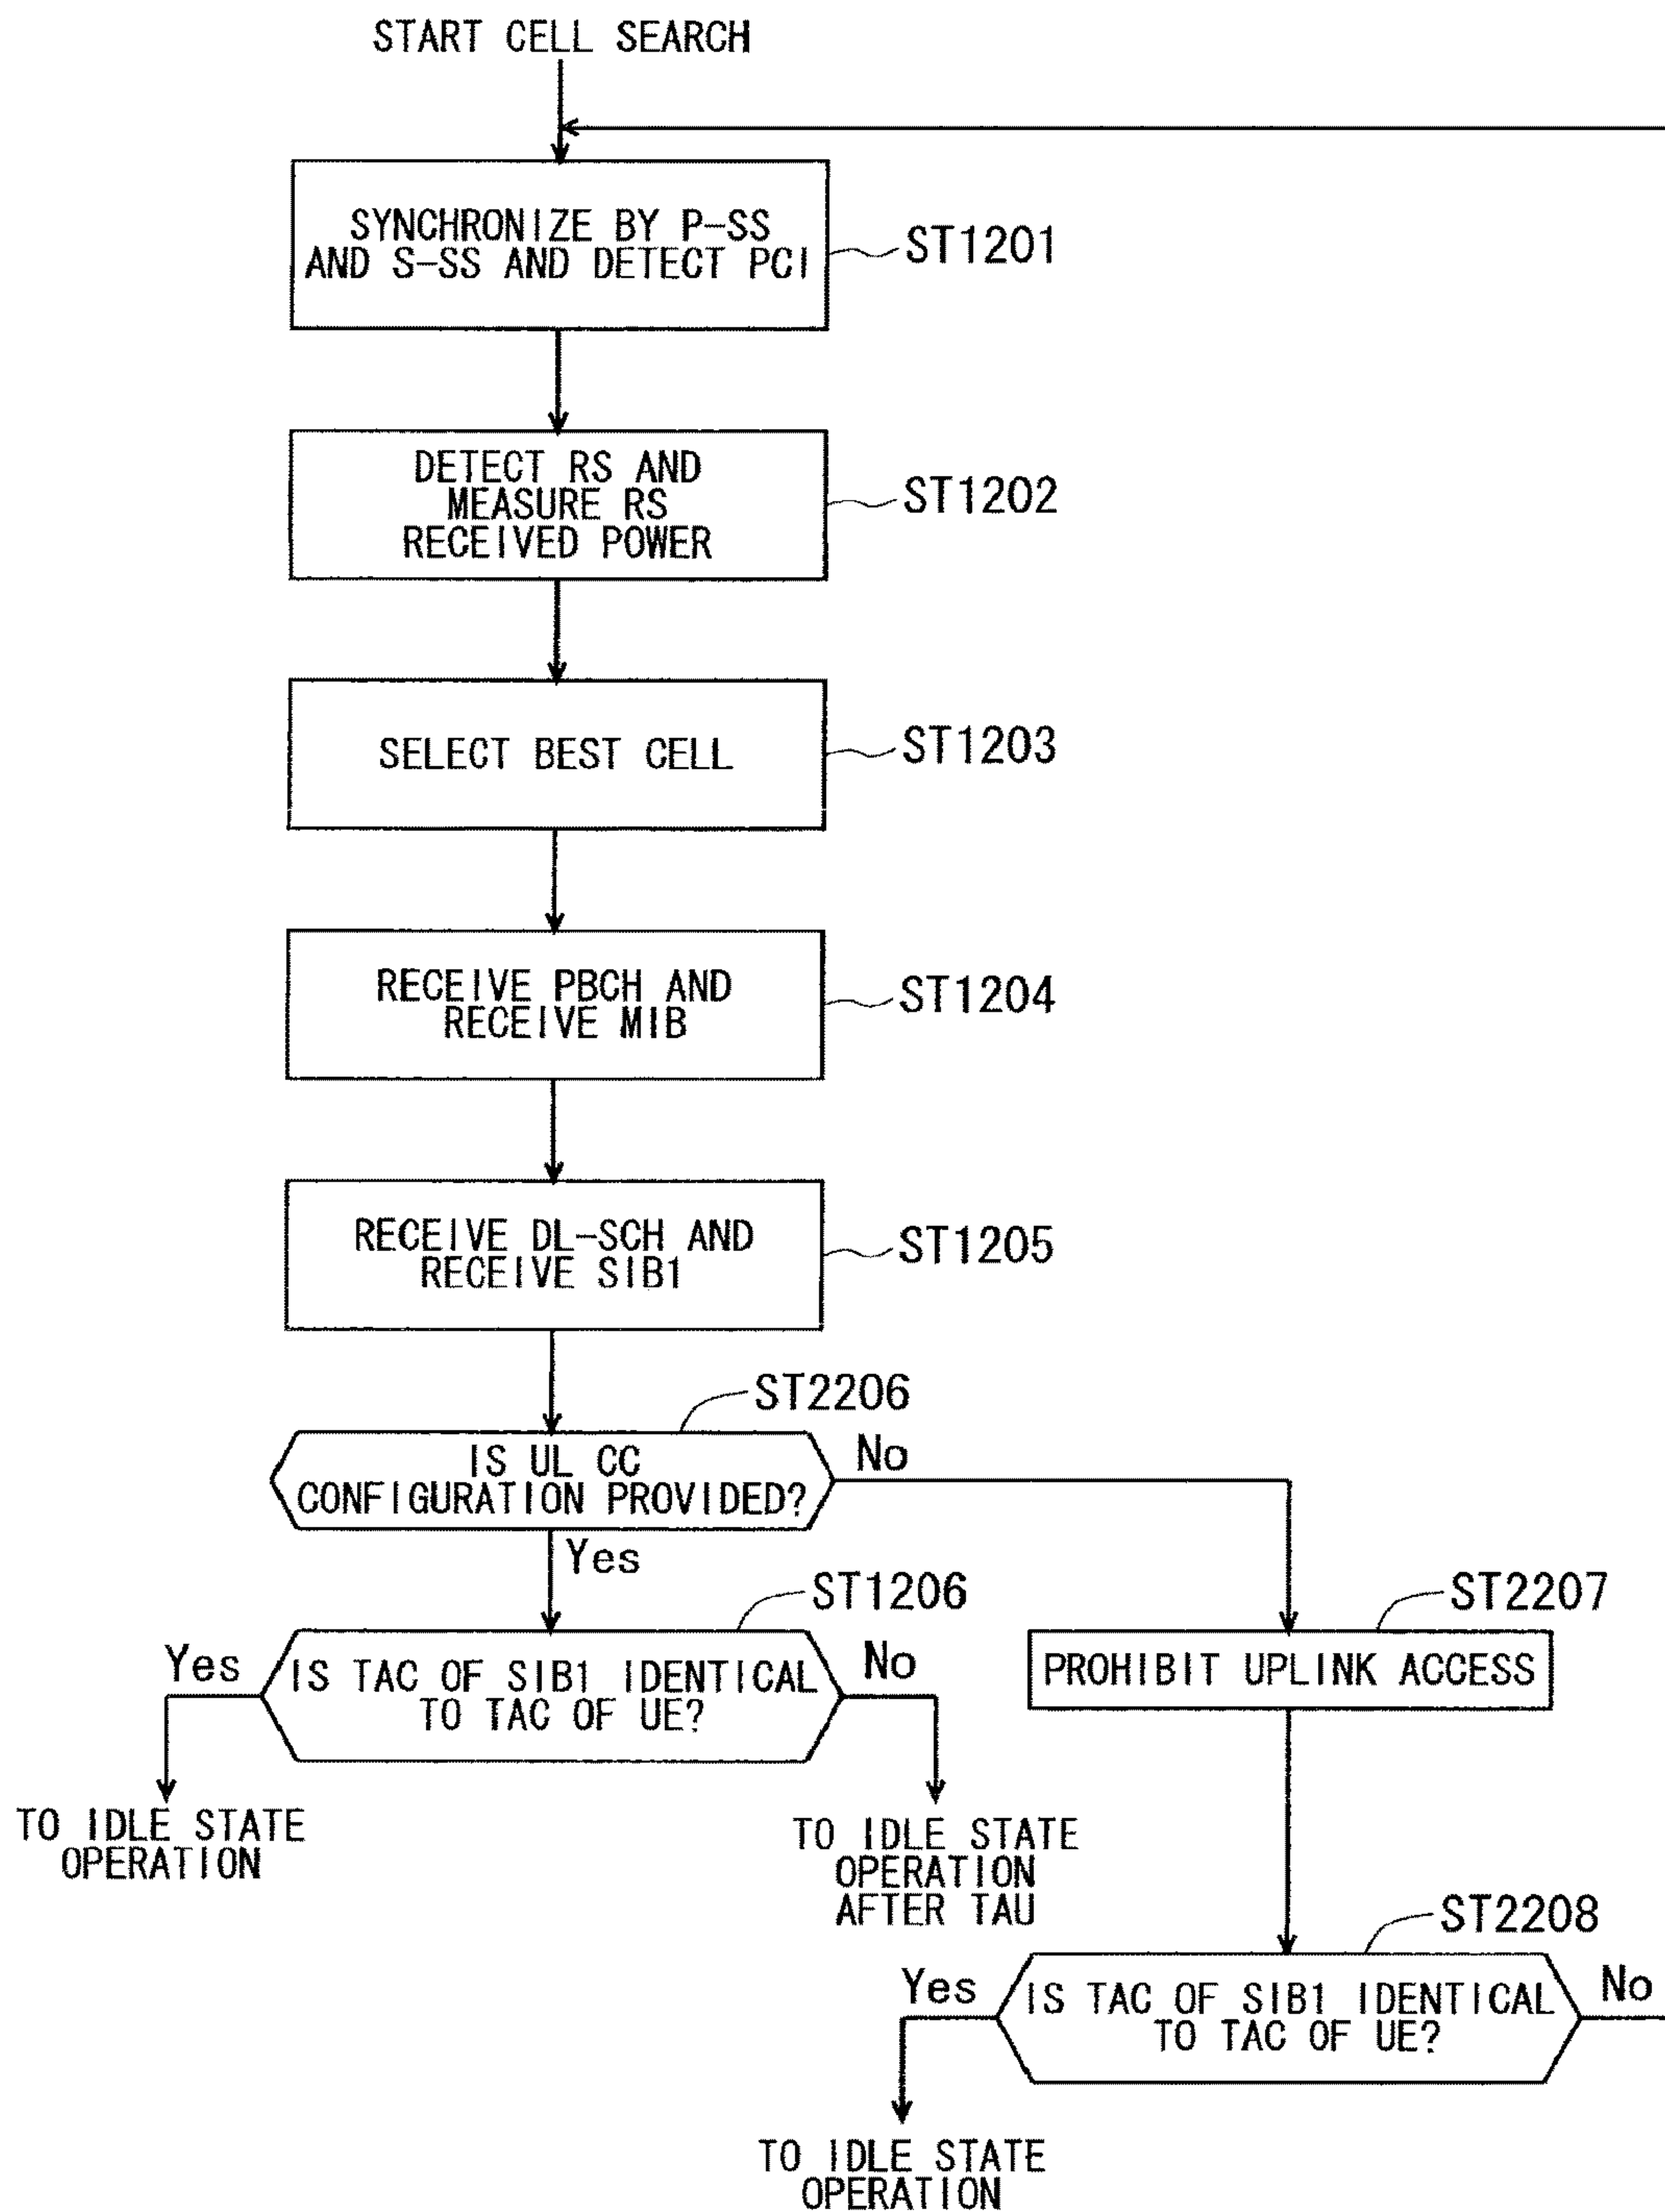 START CELL SEARCH
SYNCHRONIZE BY P-SS
AND S-SS AND DETECT PCI
ST1201
DETECT RS AND
MEASURE RS
RECEIVED POWER
ST1202
SELECT BEST CELL
ST1203
RECEIVE PBCH AND
RECEIVE MIB
ST1204
RECEIVE DL-SCH AND
RECEIVE SIB1
ST1205
ST2206
IS UL CC
CONFIGURATION PROVIDED?
No
Yes
ST1206
ST2207
Yes
IS TAC OF SIB1 IDENTICAL
TO TAC OF UE?
No
PROHIBIT UPLINK ACCESS
TO IDLE STATE
OPERATION
TO IDLE STATE
OPERATION
AFTER TAU
ST2208
Yes
IS TAC OF SIB1 IDENTICAL
TO TAC OF UE?
No
TO IDLE STATE
OPERATION